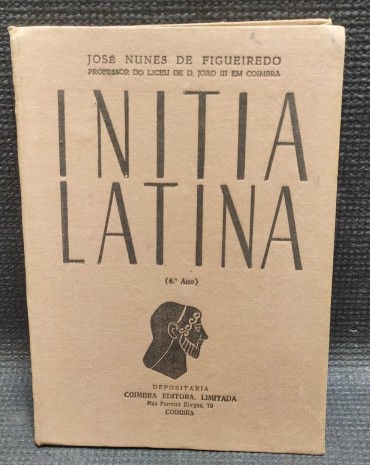 JOSÉ NUNES DE FIGUEIREDO
PROFESSOR DO LICEU DE D. JOÃO III EM COIMBRA
INITIA
LATINA
(6.º Ano)
DEPOSITÁRIA
COIMBRA EDITORA, LIMITADA
Rua Ferreira Borges, 79
COIMBRA